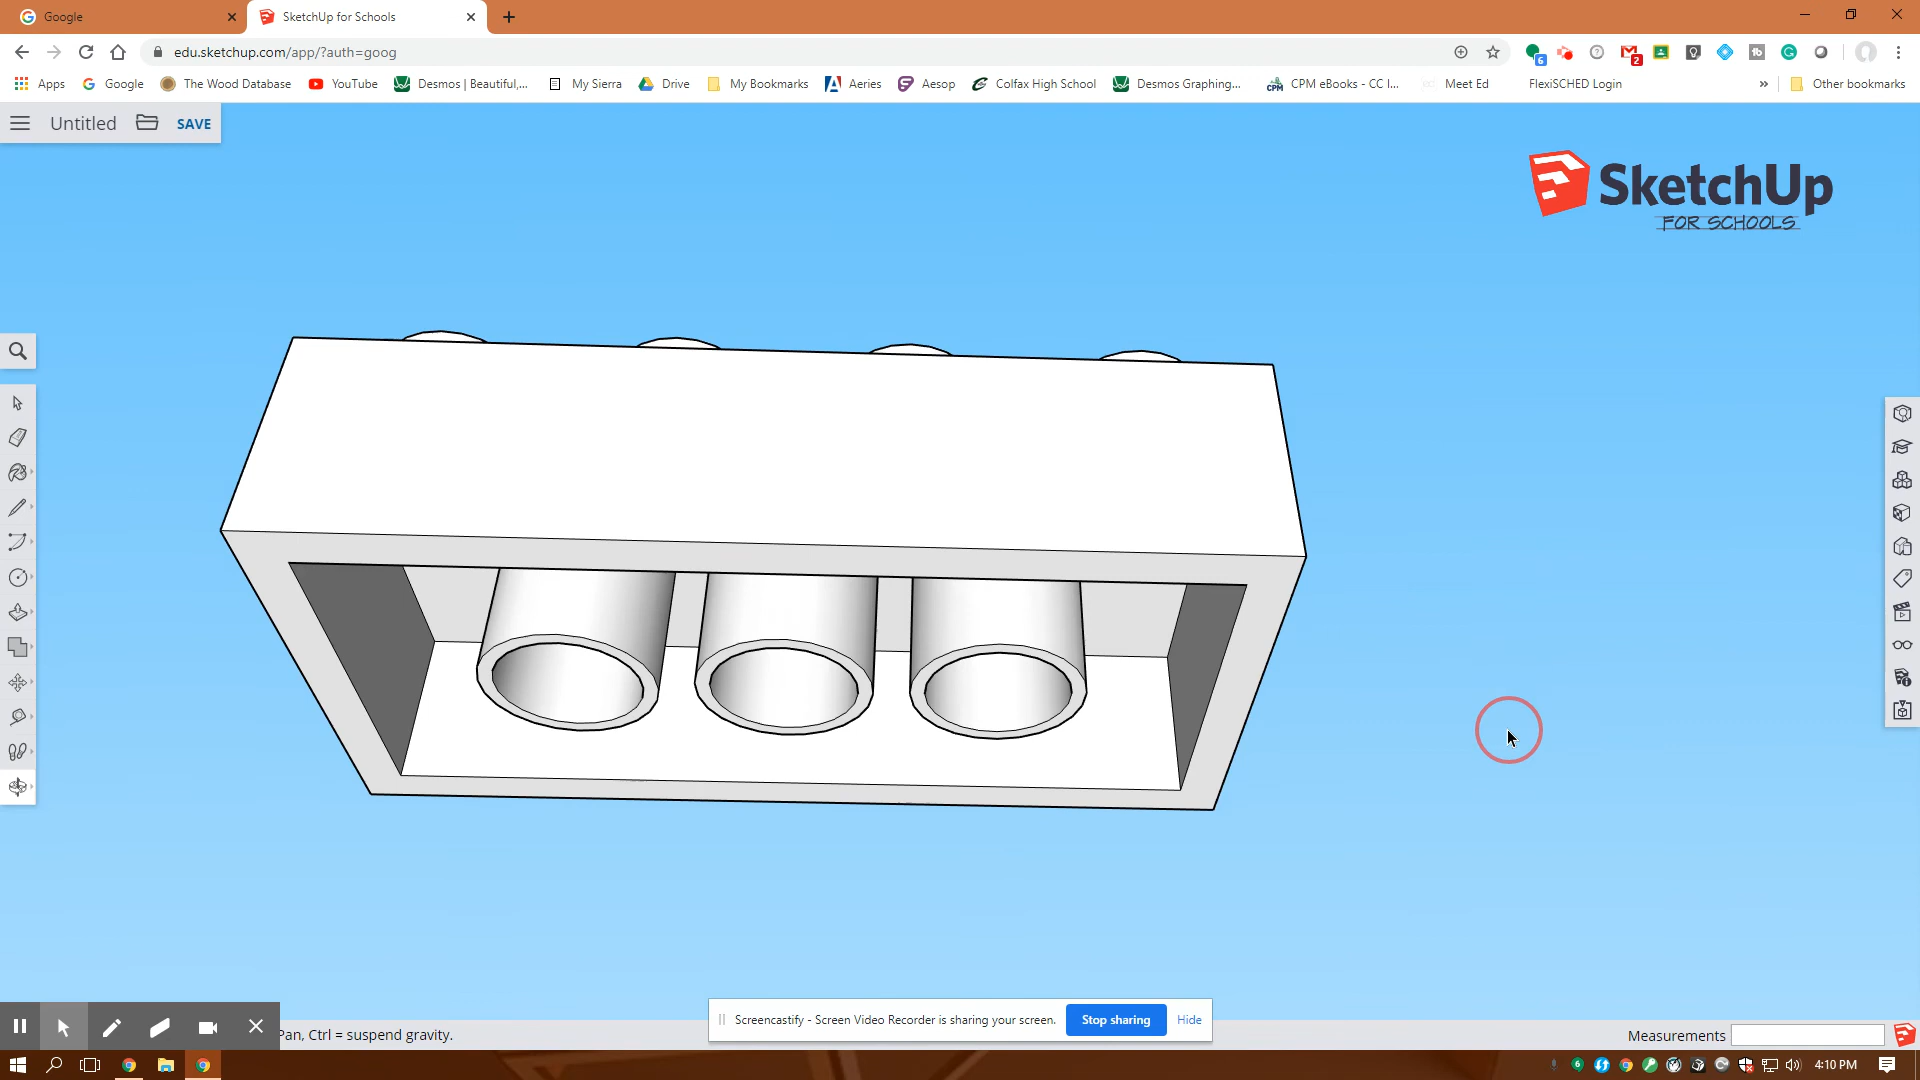 Google
SketchUp for Schools
edu.sketchup.com/app/?auth=goog
6
2
Apps
Google
The Wood Database
YouTube
Desmos | Beautiful,...
My Sierra
Drive
My Bookmarks
Aeries
Aesop
Colfax High School
Desmos Graphing...
CPM
CPM eBooks - CC I...
Meet Ed
FlexiSCHED Login
»
Other bookmarks
Untitled
SAVE
SketchUp
FOR SCHOOLS
Pan, Ctrl = suspend gravity.
Screencastify - Screen Video Recorder is sharing your screen.
Stop sharing
Hide
Measurements
4:10 PM